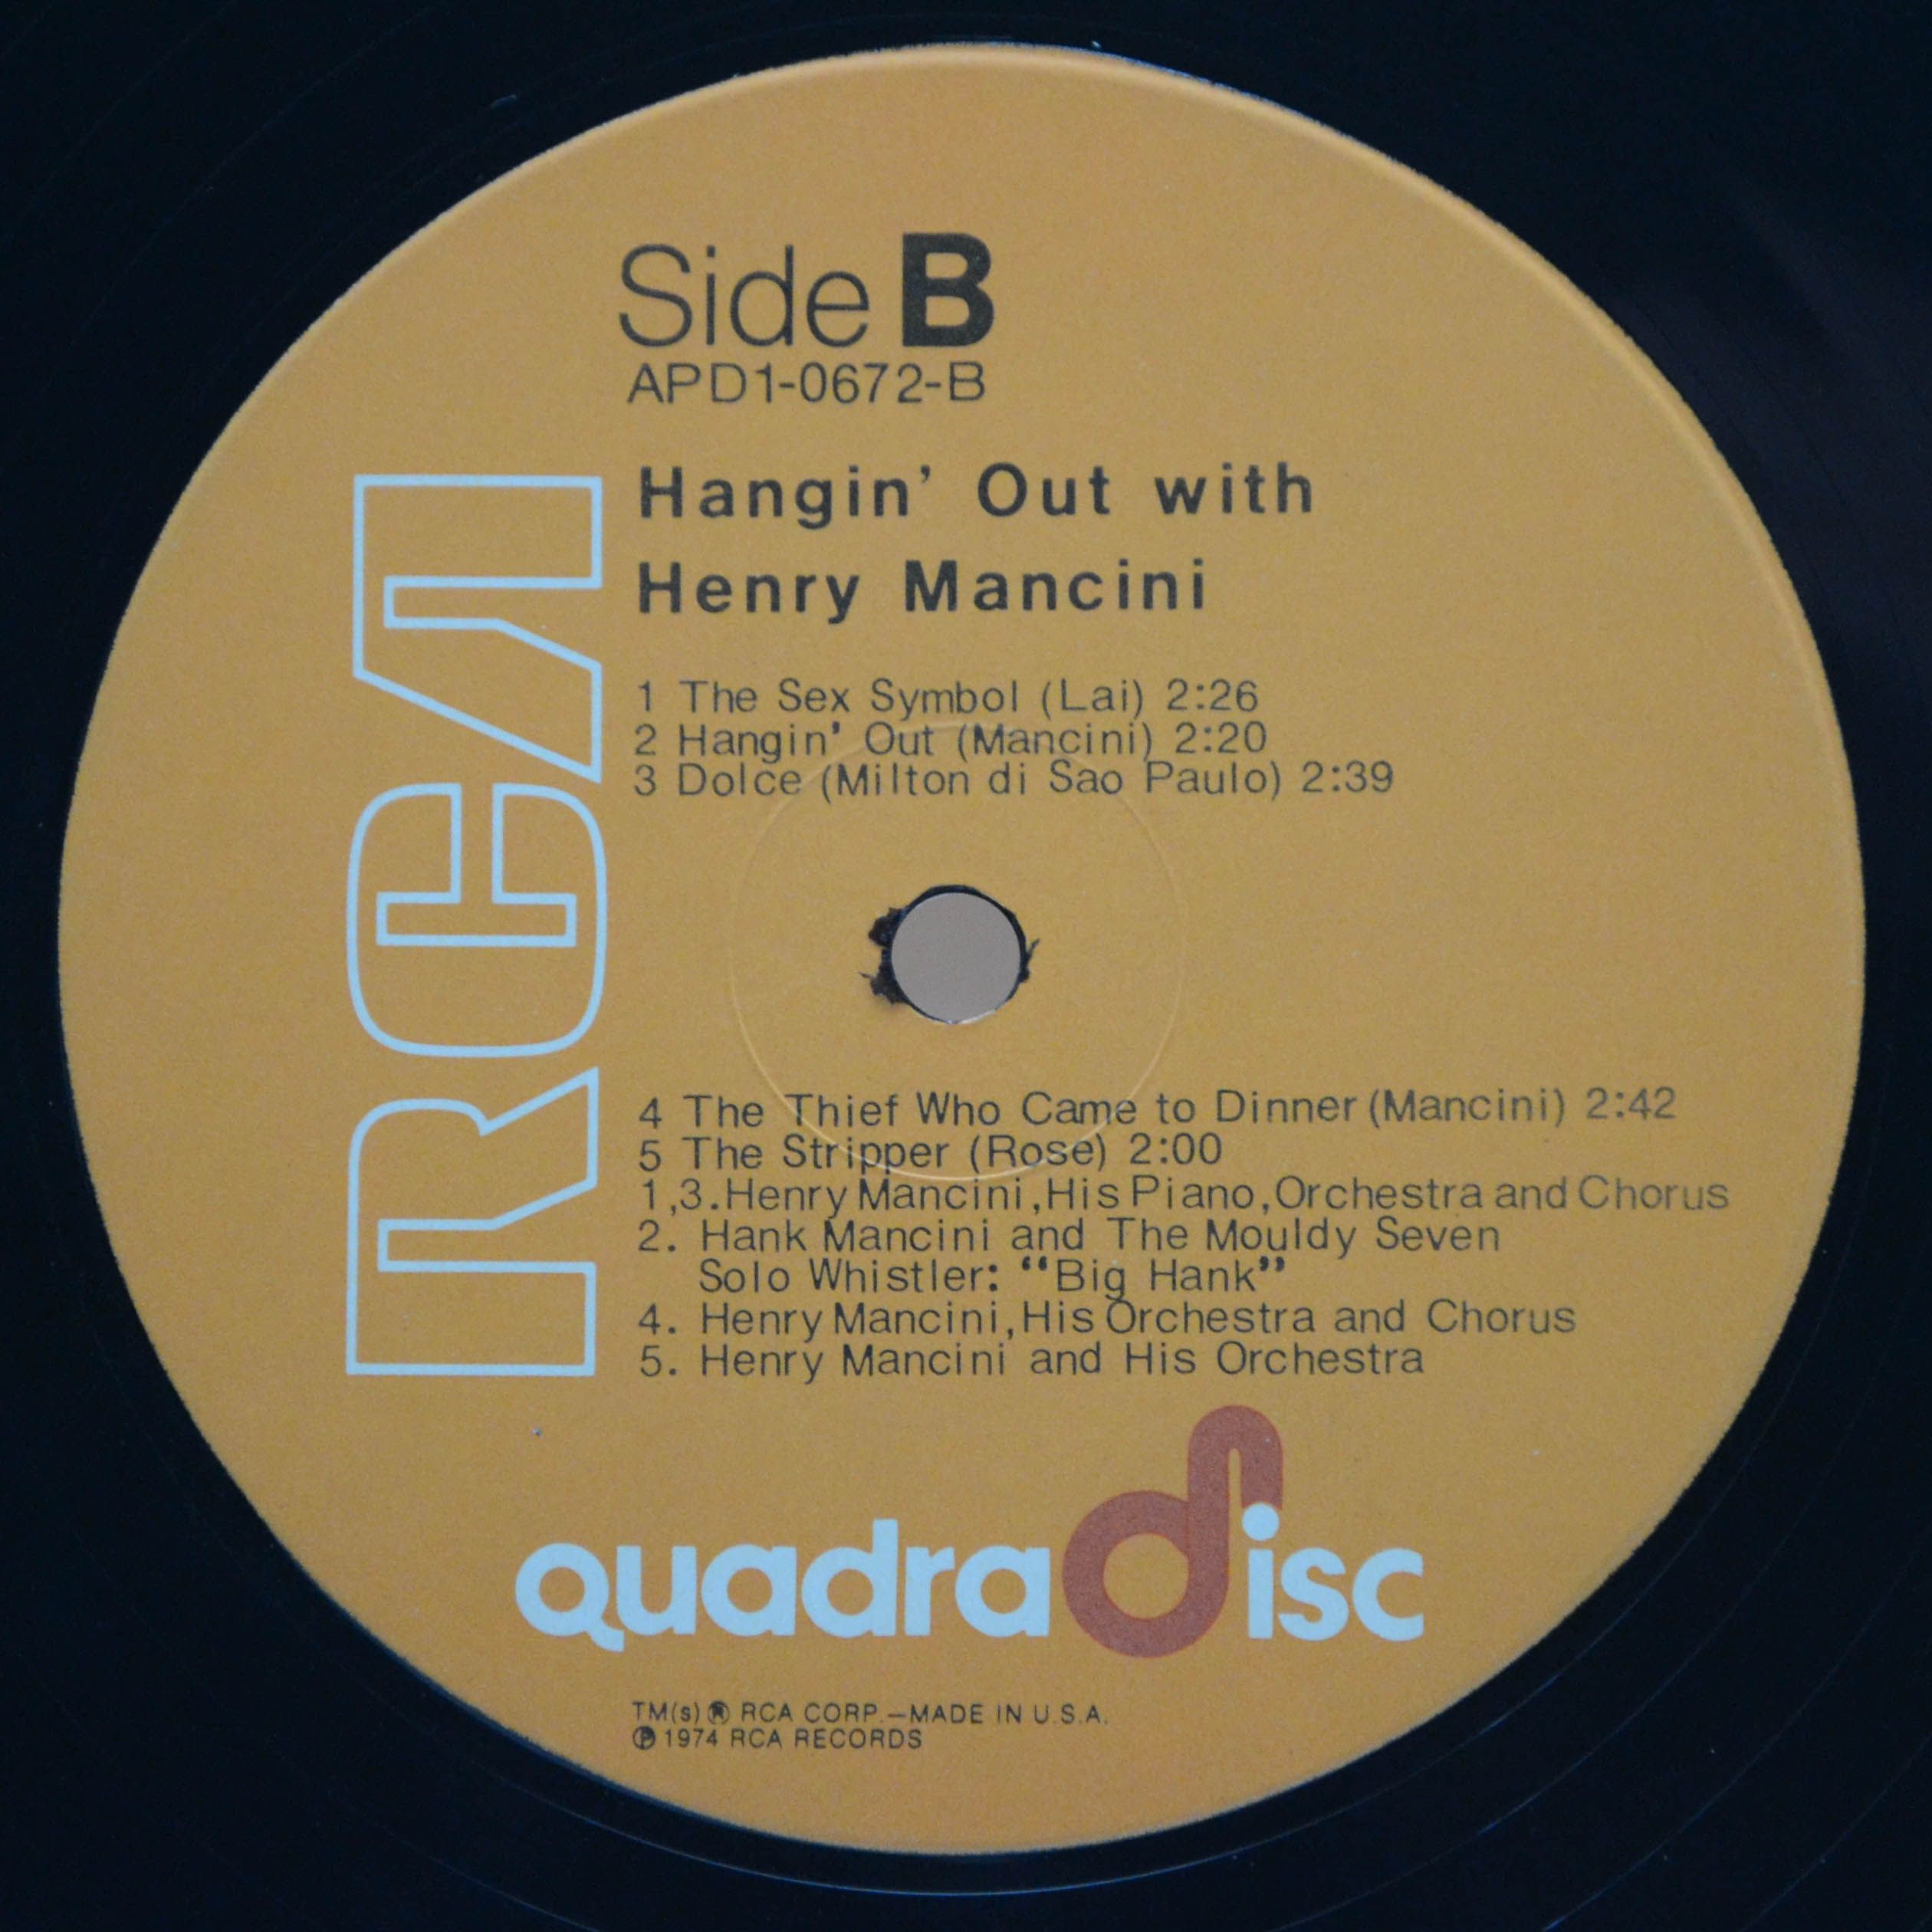 Side B
APD1-0672-B
RCA
Hangin' Out with
Henry Mancini
1 The Sex Symbol (Lai) 2:26
2 Hangin' Out (Mancini) 2:20
3 Dolce (Milton di Sao Paulo) 2:39
4 The Thief Who Came to Dinner (Mancini) 2:42
5 The Stripper (Rose) 2:00
1,3. Henry Mancini, His Piano, Orchestra and Chorus
2. Hank Mancini and The Mouldy Seven
Solo Whistler: “Big Hank”
4. Henry Mancini, His Orchestra and Chorus
5. Henry Mancini and His Orchestra
quadradisc
TM(s) ® RCA CORP.—MADE IN U.S.A.
℗ 1974 RCA RECORDS